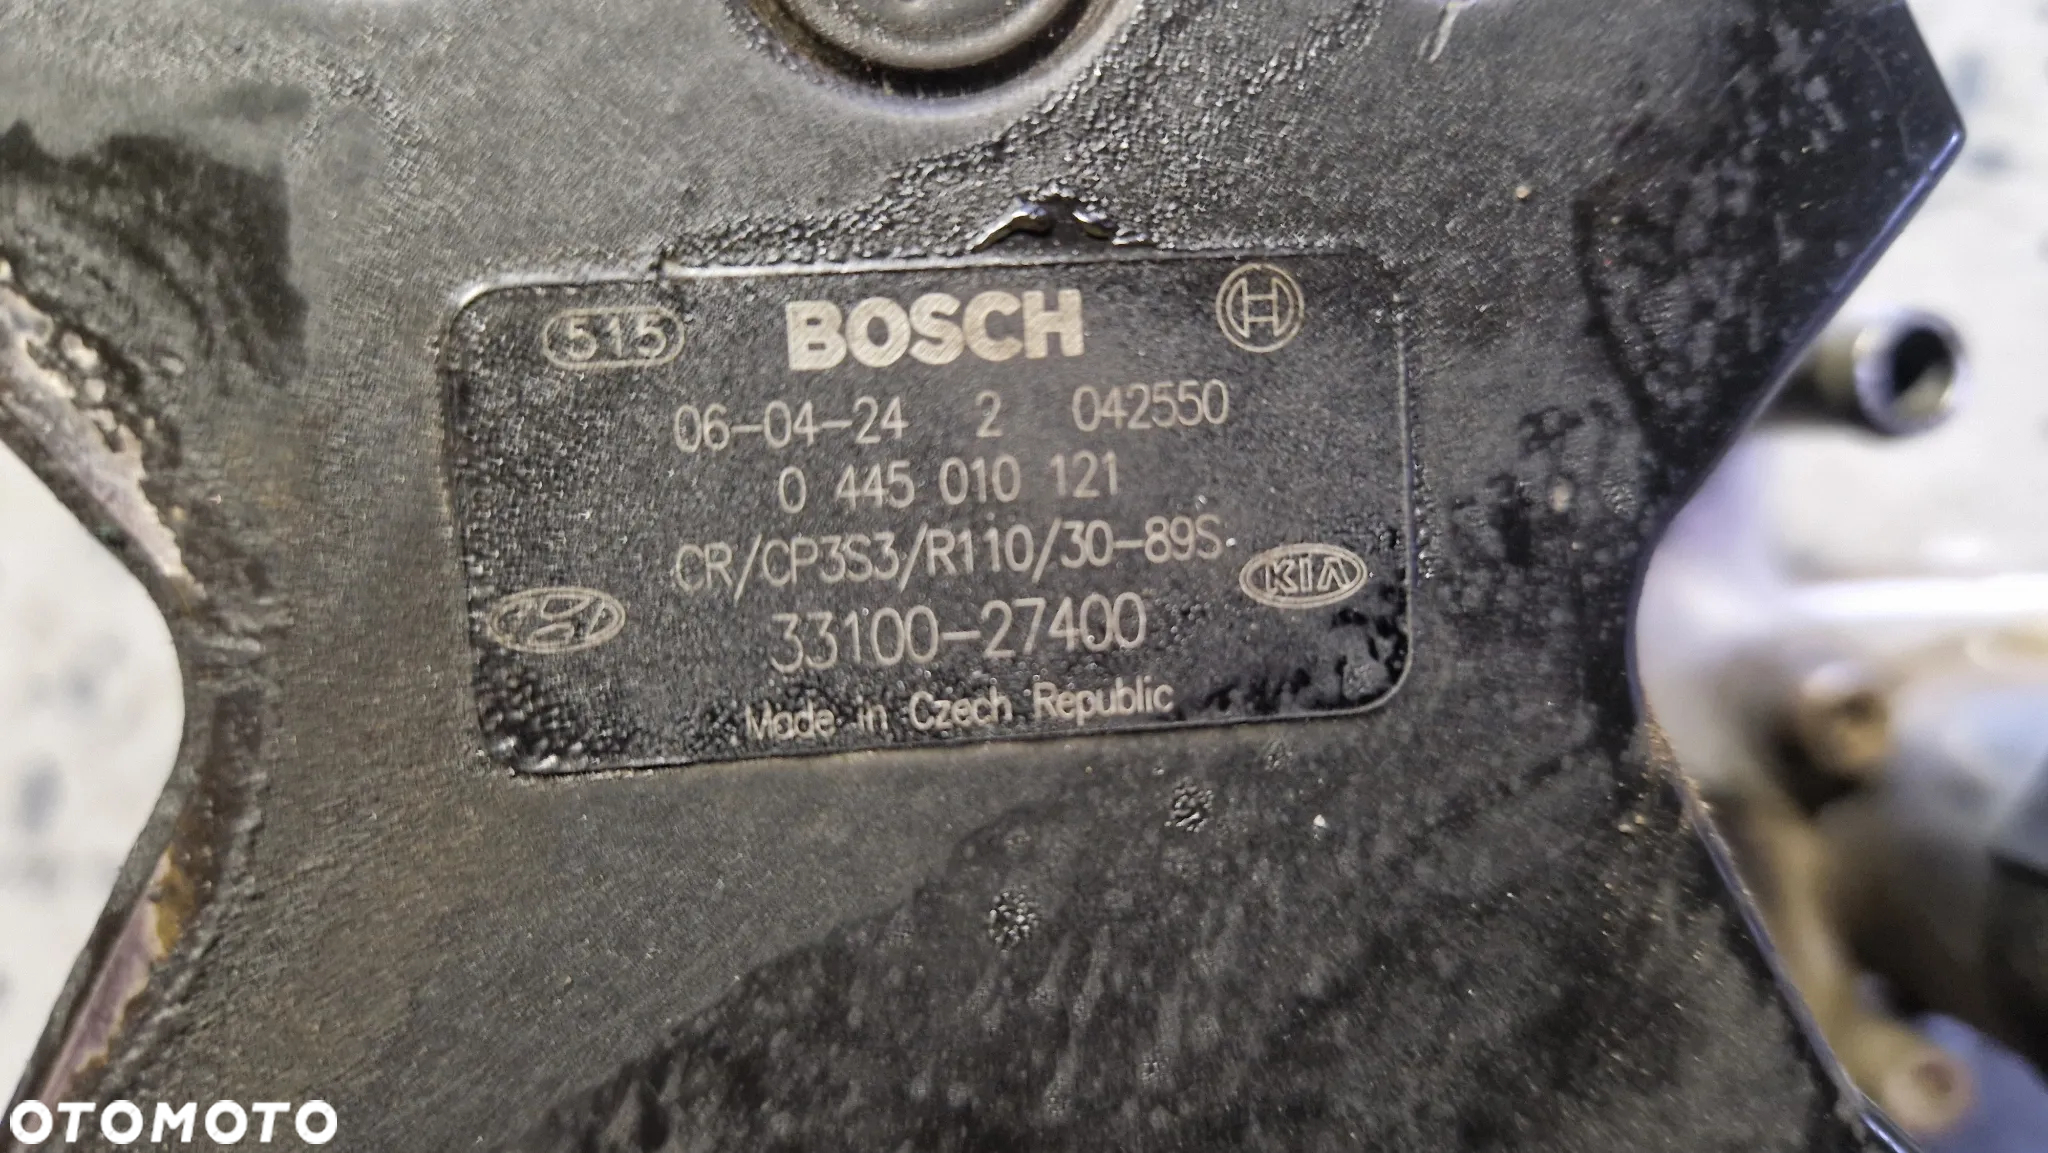 515 BOSCH
06-04-24 2 042550
0 445 010 121
CR/CP3S3/R110/30-89S
KIA
33100-27400
Made in Czech Republic
OTOMOTO